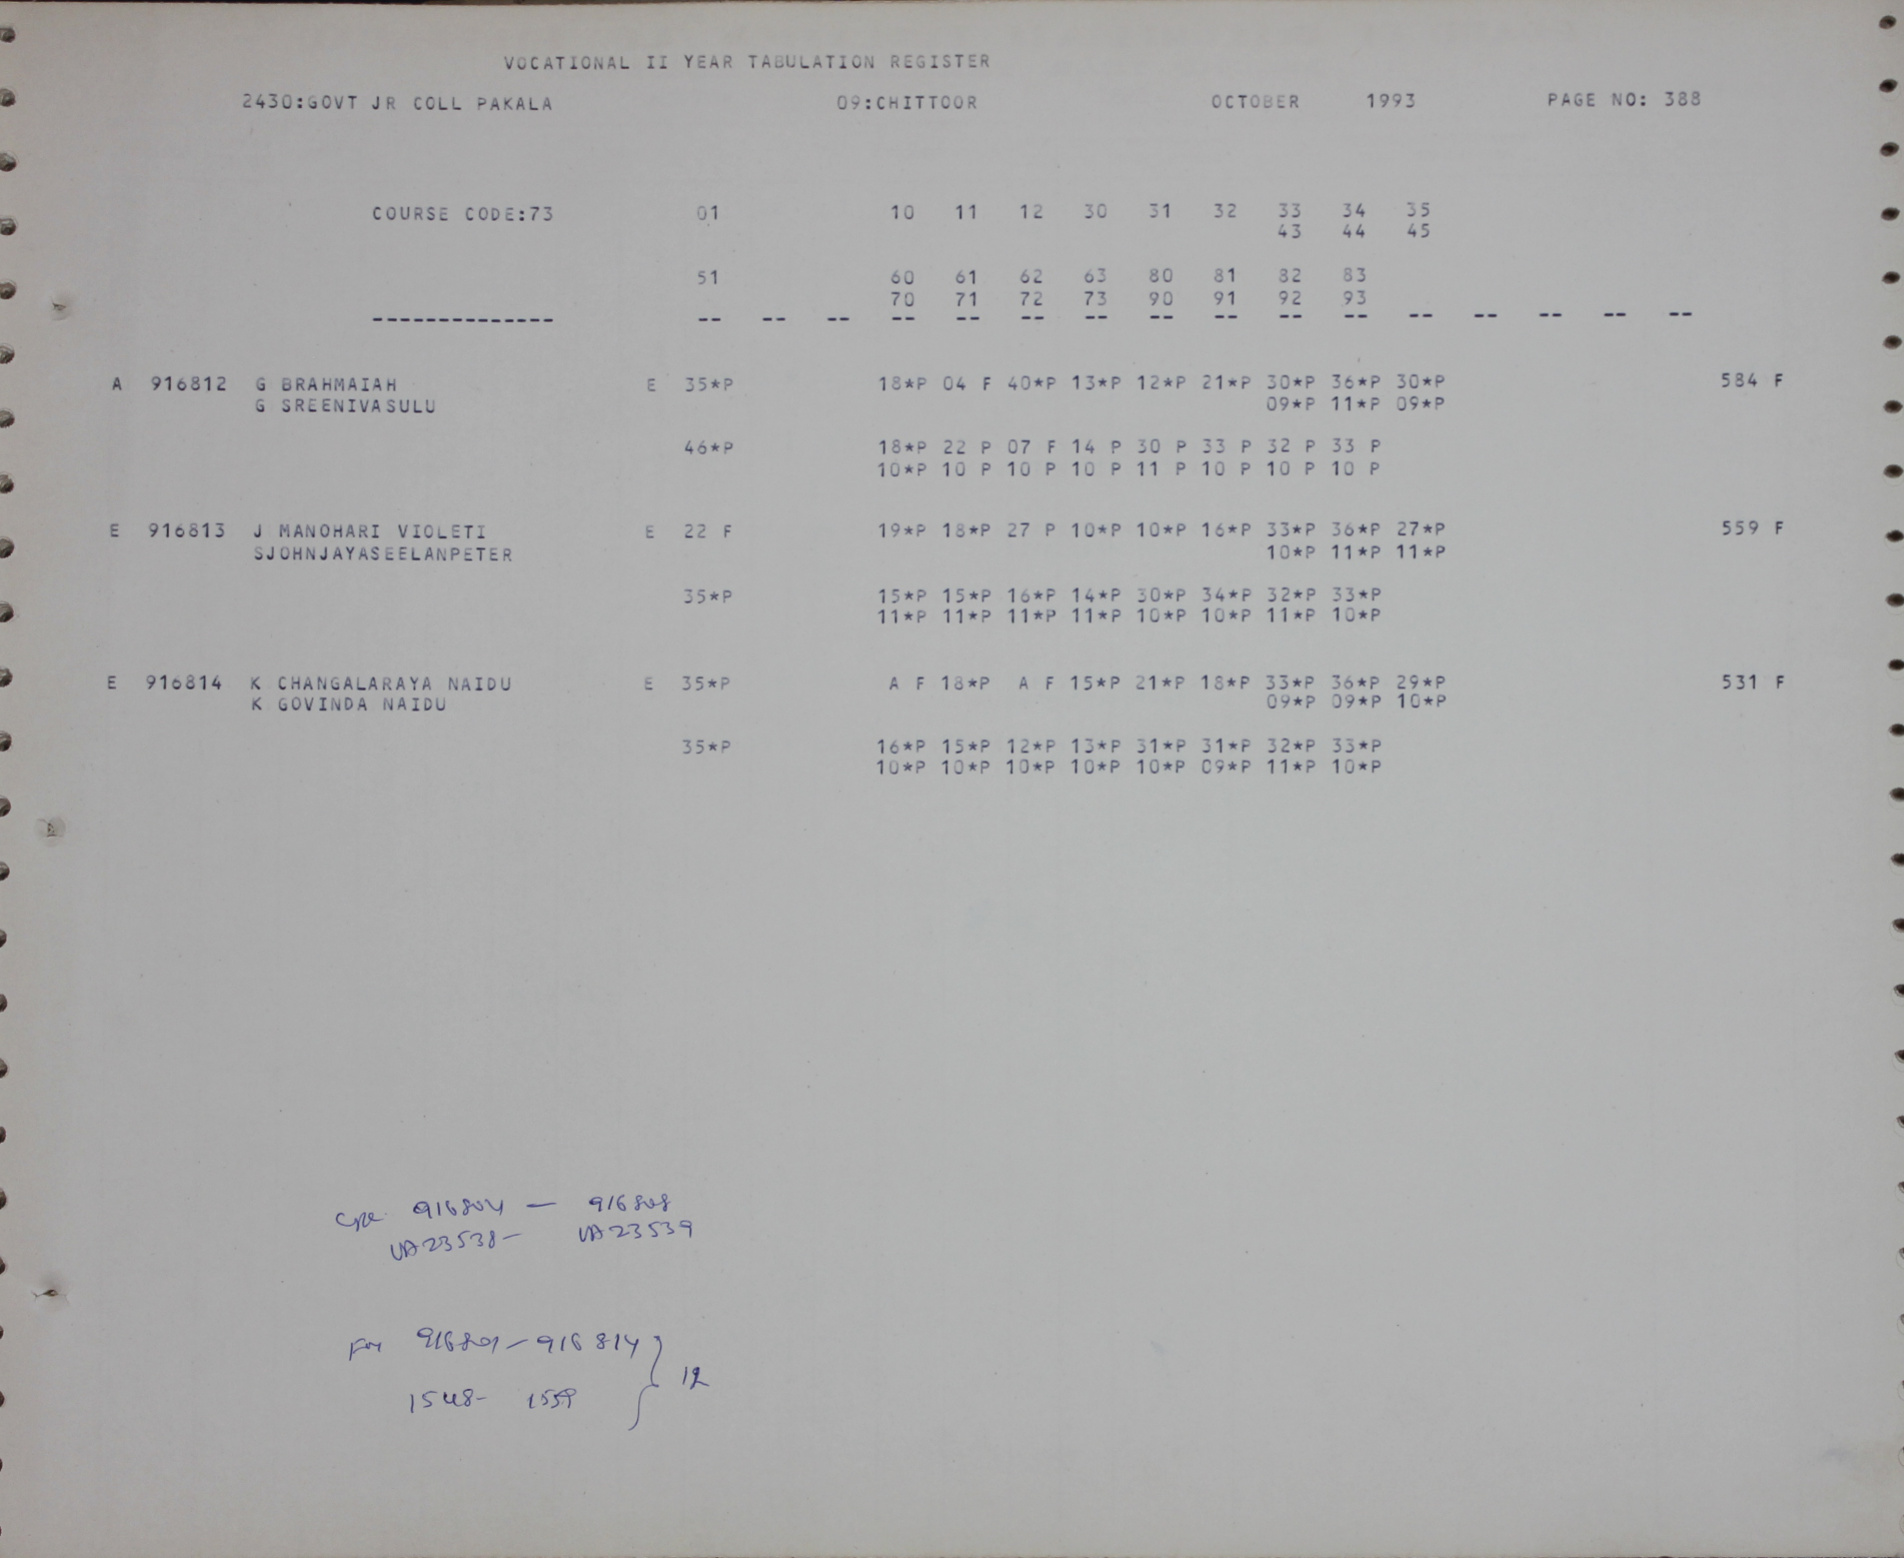 VOCATIONAL II YEAR TABULATION REGISTER
2430:GOVT JR COLL PAKALA 09:CHITTOOR OCTOBER 1993 PAGE NO: 388
COURSE CODE:73 01 10 11 12 30 31 32 33 34 35
43 44 45
51 60 61 62 63 80 81 82 83
70 71 72 73 90 91 92 93
-------------- -- -- -- -- -- -- -- -- -- -- -- -- -- -- -- --
A 916812 G BRAHMAIAH E 35*P 18*P 04 F 40*P 13*P 12*P 21*P 30*P 36*P 30*P 584 F
G SREENIVASULU 09*P 11*P 09*P
46*P 18*P 22 P 07 F 14 P 30 P 33 P 32 P 33 P
10*P 10 P 10 P 10 P 11 P 10 P 10 P 10 P
E 916813 J MANOHARI VIOLETI E 22 F 19*P 18*P 27 P 10*P 10*P 16*P 33*P 36*P 27*P 559 F
SJOHNJAYASEELANPETER 10*P 11*P 11*P
35*P 15*P 15*P 16*P 14*P 30*P 34*P 32*P 33*P
11*P 11*P 11*P 11*P 10*P 10*P 11*P 10*P
E 916814 K CHANGALARAYA NAIDU E 35*P A F 18*P A F 15*P 21*P 18*P 33*P 36*P 29*P 531 F
K GOVINDA NAIDU 09*P 09*P 10*P
35*P 16*P 15*P 12*P 13*P 31*P 31*P 32*P 33*P
10*P 10*P 10*P 10*P 10*P 09*P 11*P 10*P
916804 — 916808
VA23538- VA23539
916801-916814
1548- 1559 12